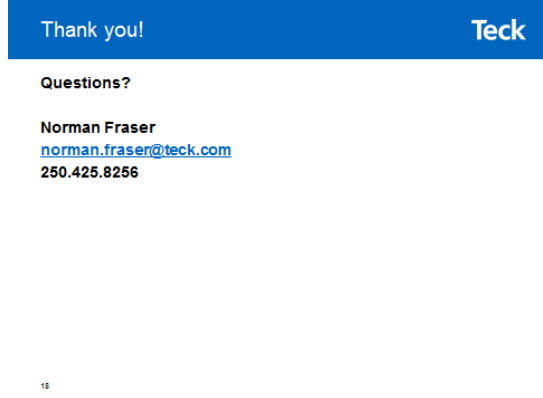 Thank you!
Teck
Questions?
Norman Fraser
norman.fraser@teck.com
250.425.8256
18